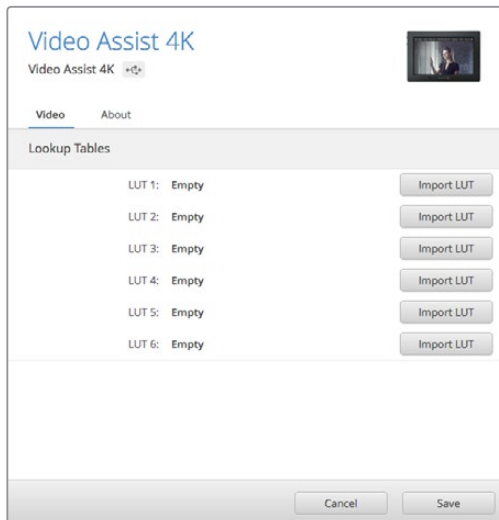 Video Assist 4K
Video Assist 4K
Video About
Lookup Tables
LUT 1: Empty Import LUT
LUT 2: Empty Import LUT
LUT 3: Empty Import LUT
LUT 4: Empty Import LUT
LUT 5: Empty Import LUT
LUT 6: Empty Import LUT
Cancel Save